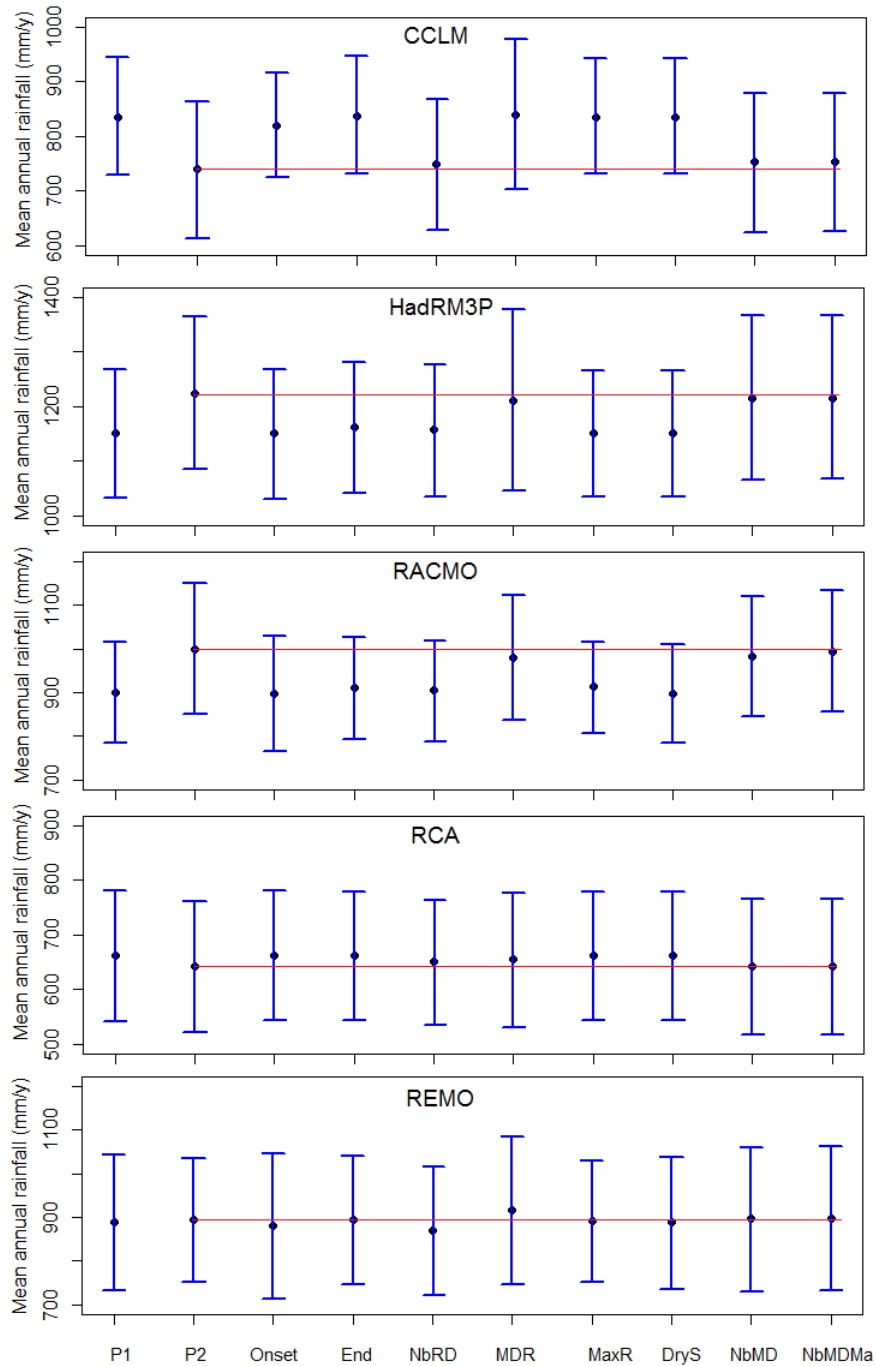 CCLM
Mean annual rainfall (mm/y)
1000
900
800
700
600
HadRM3P
Mean annual rainfall (mm/y)
1400
1200
1000
RACMO
Mean annual rainfall (mm/y)
1100
900
700
RCA
Mean annual rainfall (mm/y)
900
800
700
600
500
REMO
Mean annual rainfall (mm/y)
1100
900
700
P1 P2 Onset End NbRD MDR MaxR DryS NbMD NbMDMa